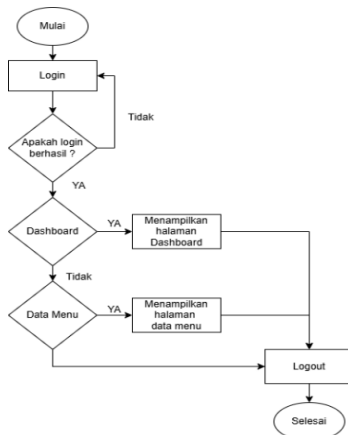 Mulai
Login
Tidak
Apakah login
berhasil ?
YA
Dashboard
YA
Menampilkan
halaman
Dashboard
Tidak
Data Menu
YA
Menampilkan
halaman
data menu
Logout
Selesai